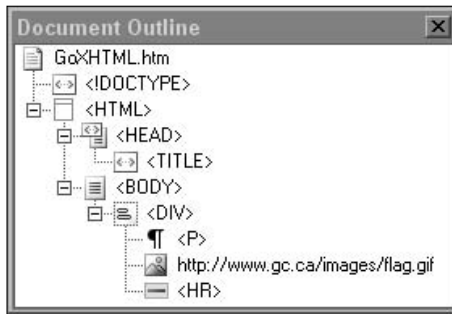 Document Outline
GoXHTML.htm
<!DOCTYPE>
<HTML>
<HEAD>
<TITLE>
<BODY>
<DIV>
<P>
http://www.gc.ca/images/flag.gif
<HR>